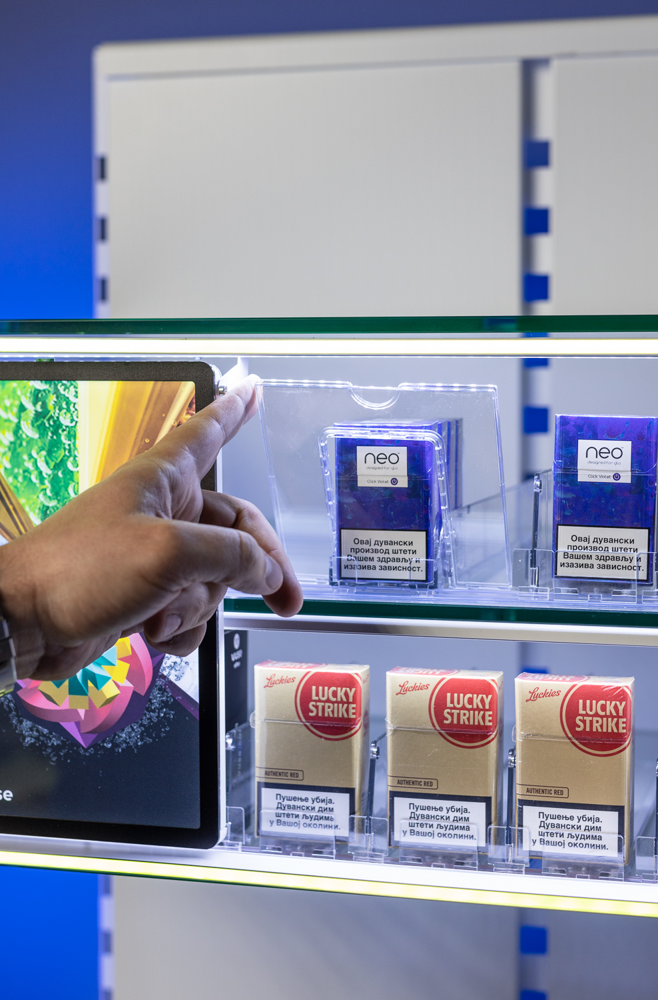 neo
designed for glo
Click Violet
Овај дувански
производ штети
Вашем здрављу и
изазива зависност.
neo
designed for glo
Click Violet
Овај дувански
производ штети
Вашем здрављу и
изазива зависност.
se
VUSE
Luckies
LUCKY
STRIKE
AUTHENTIC RED
Пушење убија.
Дувански дим
штети људима
у Вашој околини.
Luckies
LUCKY
STRIKE
AUTHENTIC RED
Пушење убија.
Дувански дим
штети људима
у Вашој околини.
Luckies
LUCKY
STRIKE
AUTHENTIC RED
Пушење убија.
Дувански дим
штети људима
у Вашој околини.